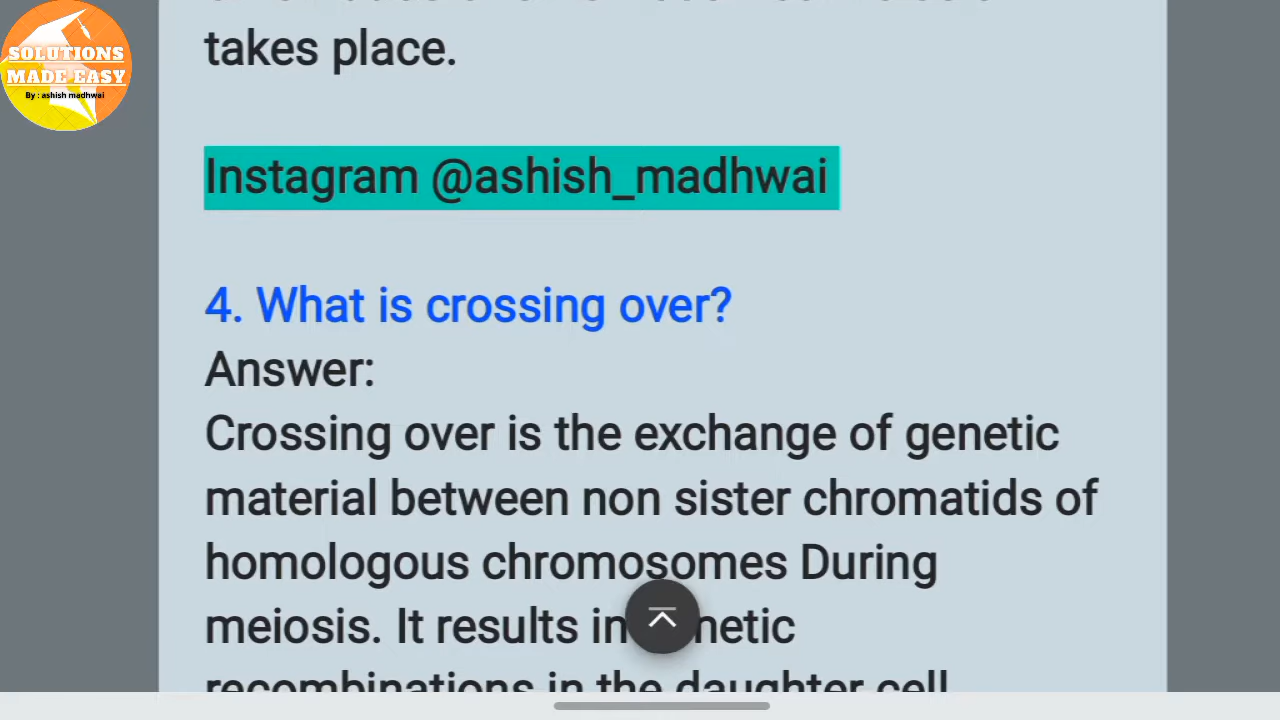 SOLUTIONS
MADE EASY
By : ashish madhwai
takes place.
Instagram @ashish_madhwai
4. What is crossing over?
Answer:
Crossing over is the exchange of genetic
material between non sister chromatids of
homologous chromosomes During
meiosis. It results in
recombinations in the daughter cell